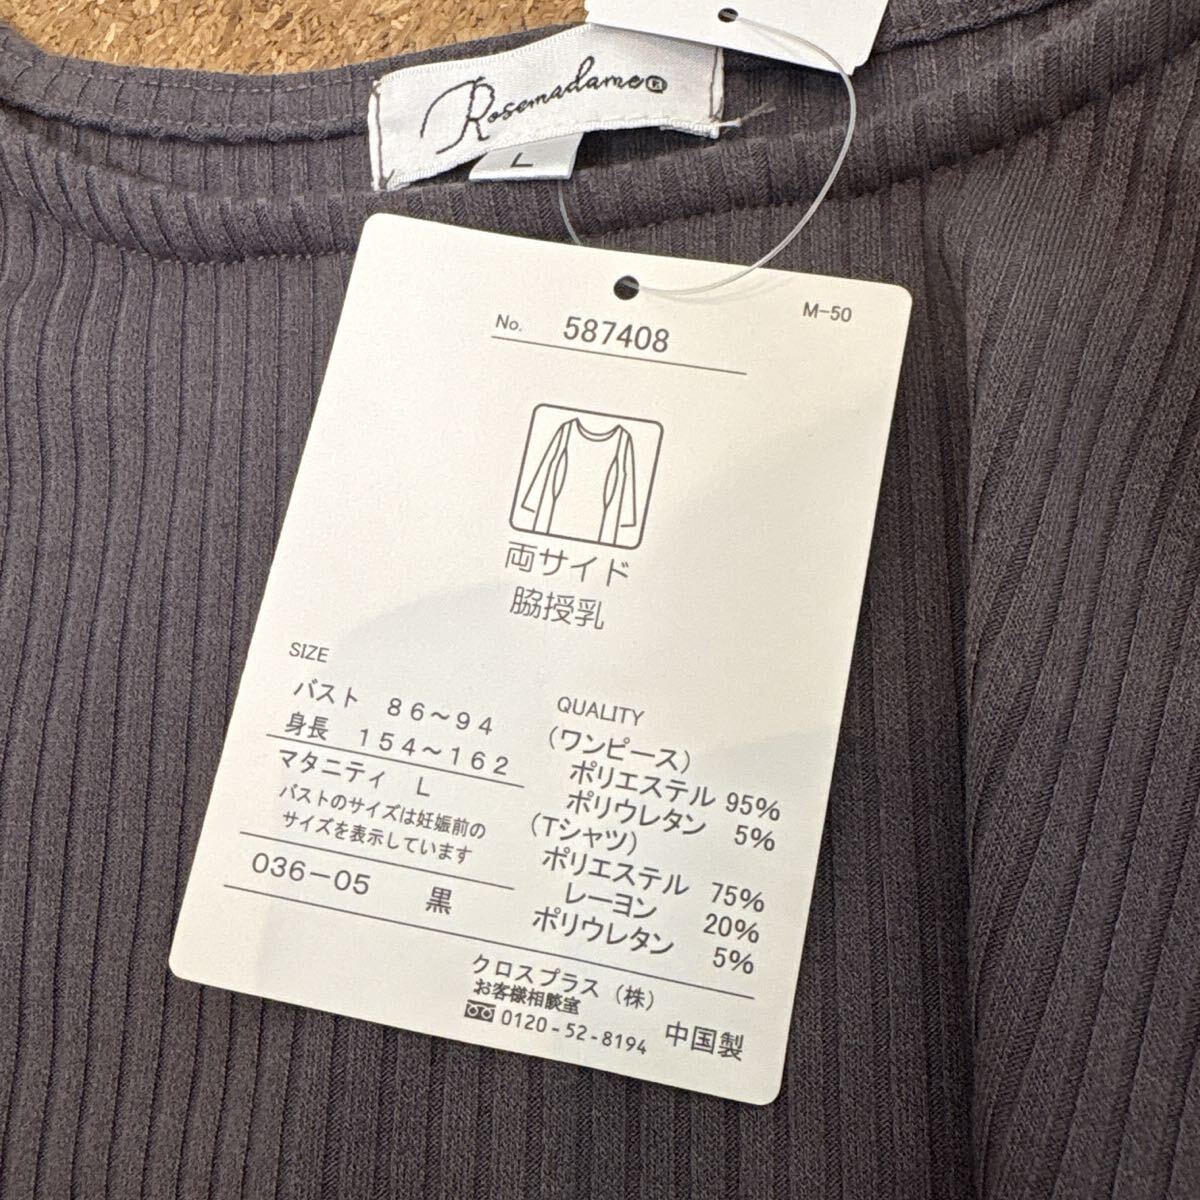 Rosemadame®
L
M-50
No. 587408
両サイド
脇授乳
SIZE
バスト 86〜94
身長 154〜162
マタニティ L
バストのサイズは妊娠前の
サイズを表示しています
036-05 黒
QUALITY
(ワンピース)
ポリエステル 95%
ポリウレタン 5%
(Tシャツ)
ポリエステル 75%
レーヨン 20%
ポリウレタン 5%
クロスプラス(株)
お客様相談室
0120-52-8194 中国製